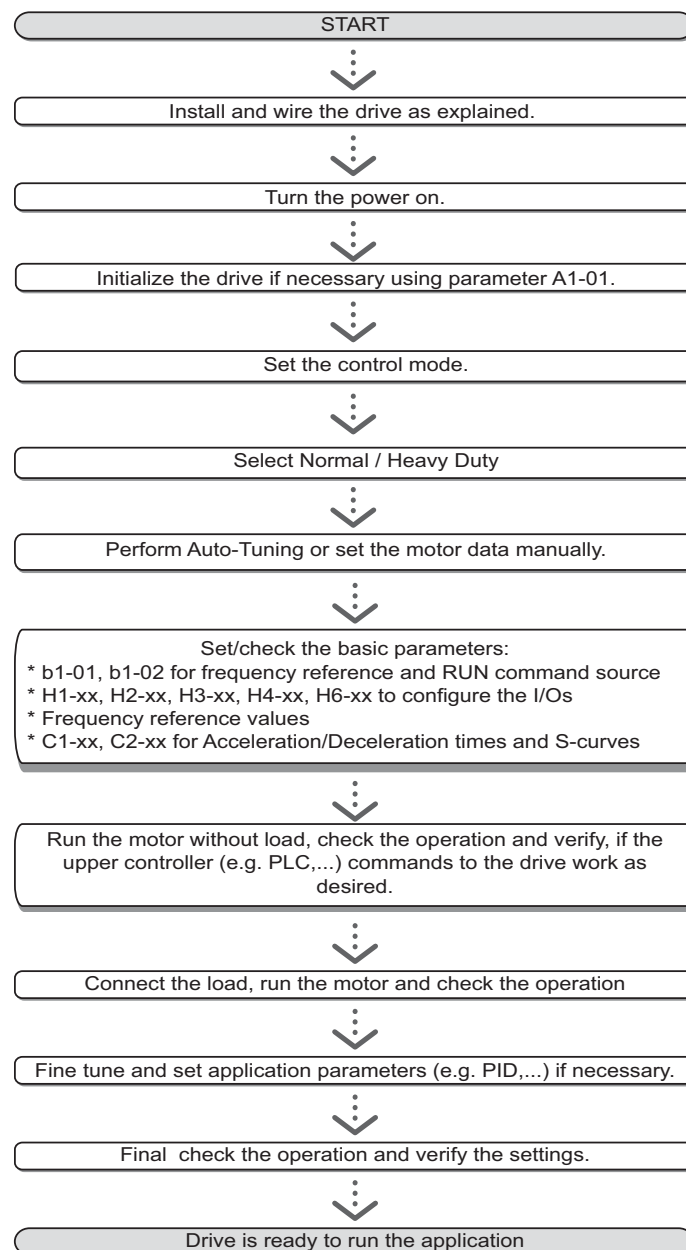 START
Install and wire the drive as explained.
Turn the power on.
Initialize the drive if necessary using parameter A1-01.
Set the control mode.
Select Normal / Heavy Duty
Perform Auto-Tuning or set the motor data manually.
Set/check the basic parameters:
* b1-01, b1-02 for frequency reference and RUN command source
* H1-xx, H2-xx, H3-xx, H4-xx, H6-xx to configure the I/Os
* Frequency reference values
* C1-xx, C2-xx for Acceleration/Deceleration times and S-curves
Run the motor without load, check the operation and verify, if the
upper controller (e.g. PLC,...) commands to the drive work as
desired.
Connect the load, run the motor and check the operation
Fine tune and set application parameters (e.g. PID,...) if necessary.
Final  check the operation and verify the settings.
Drive is ready to run the application